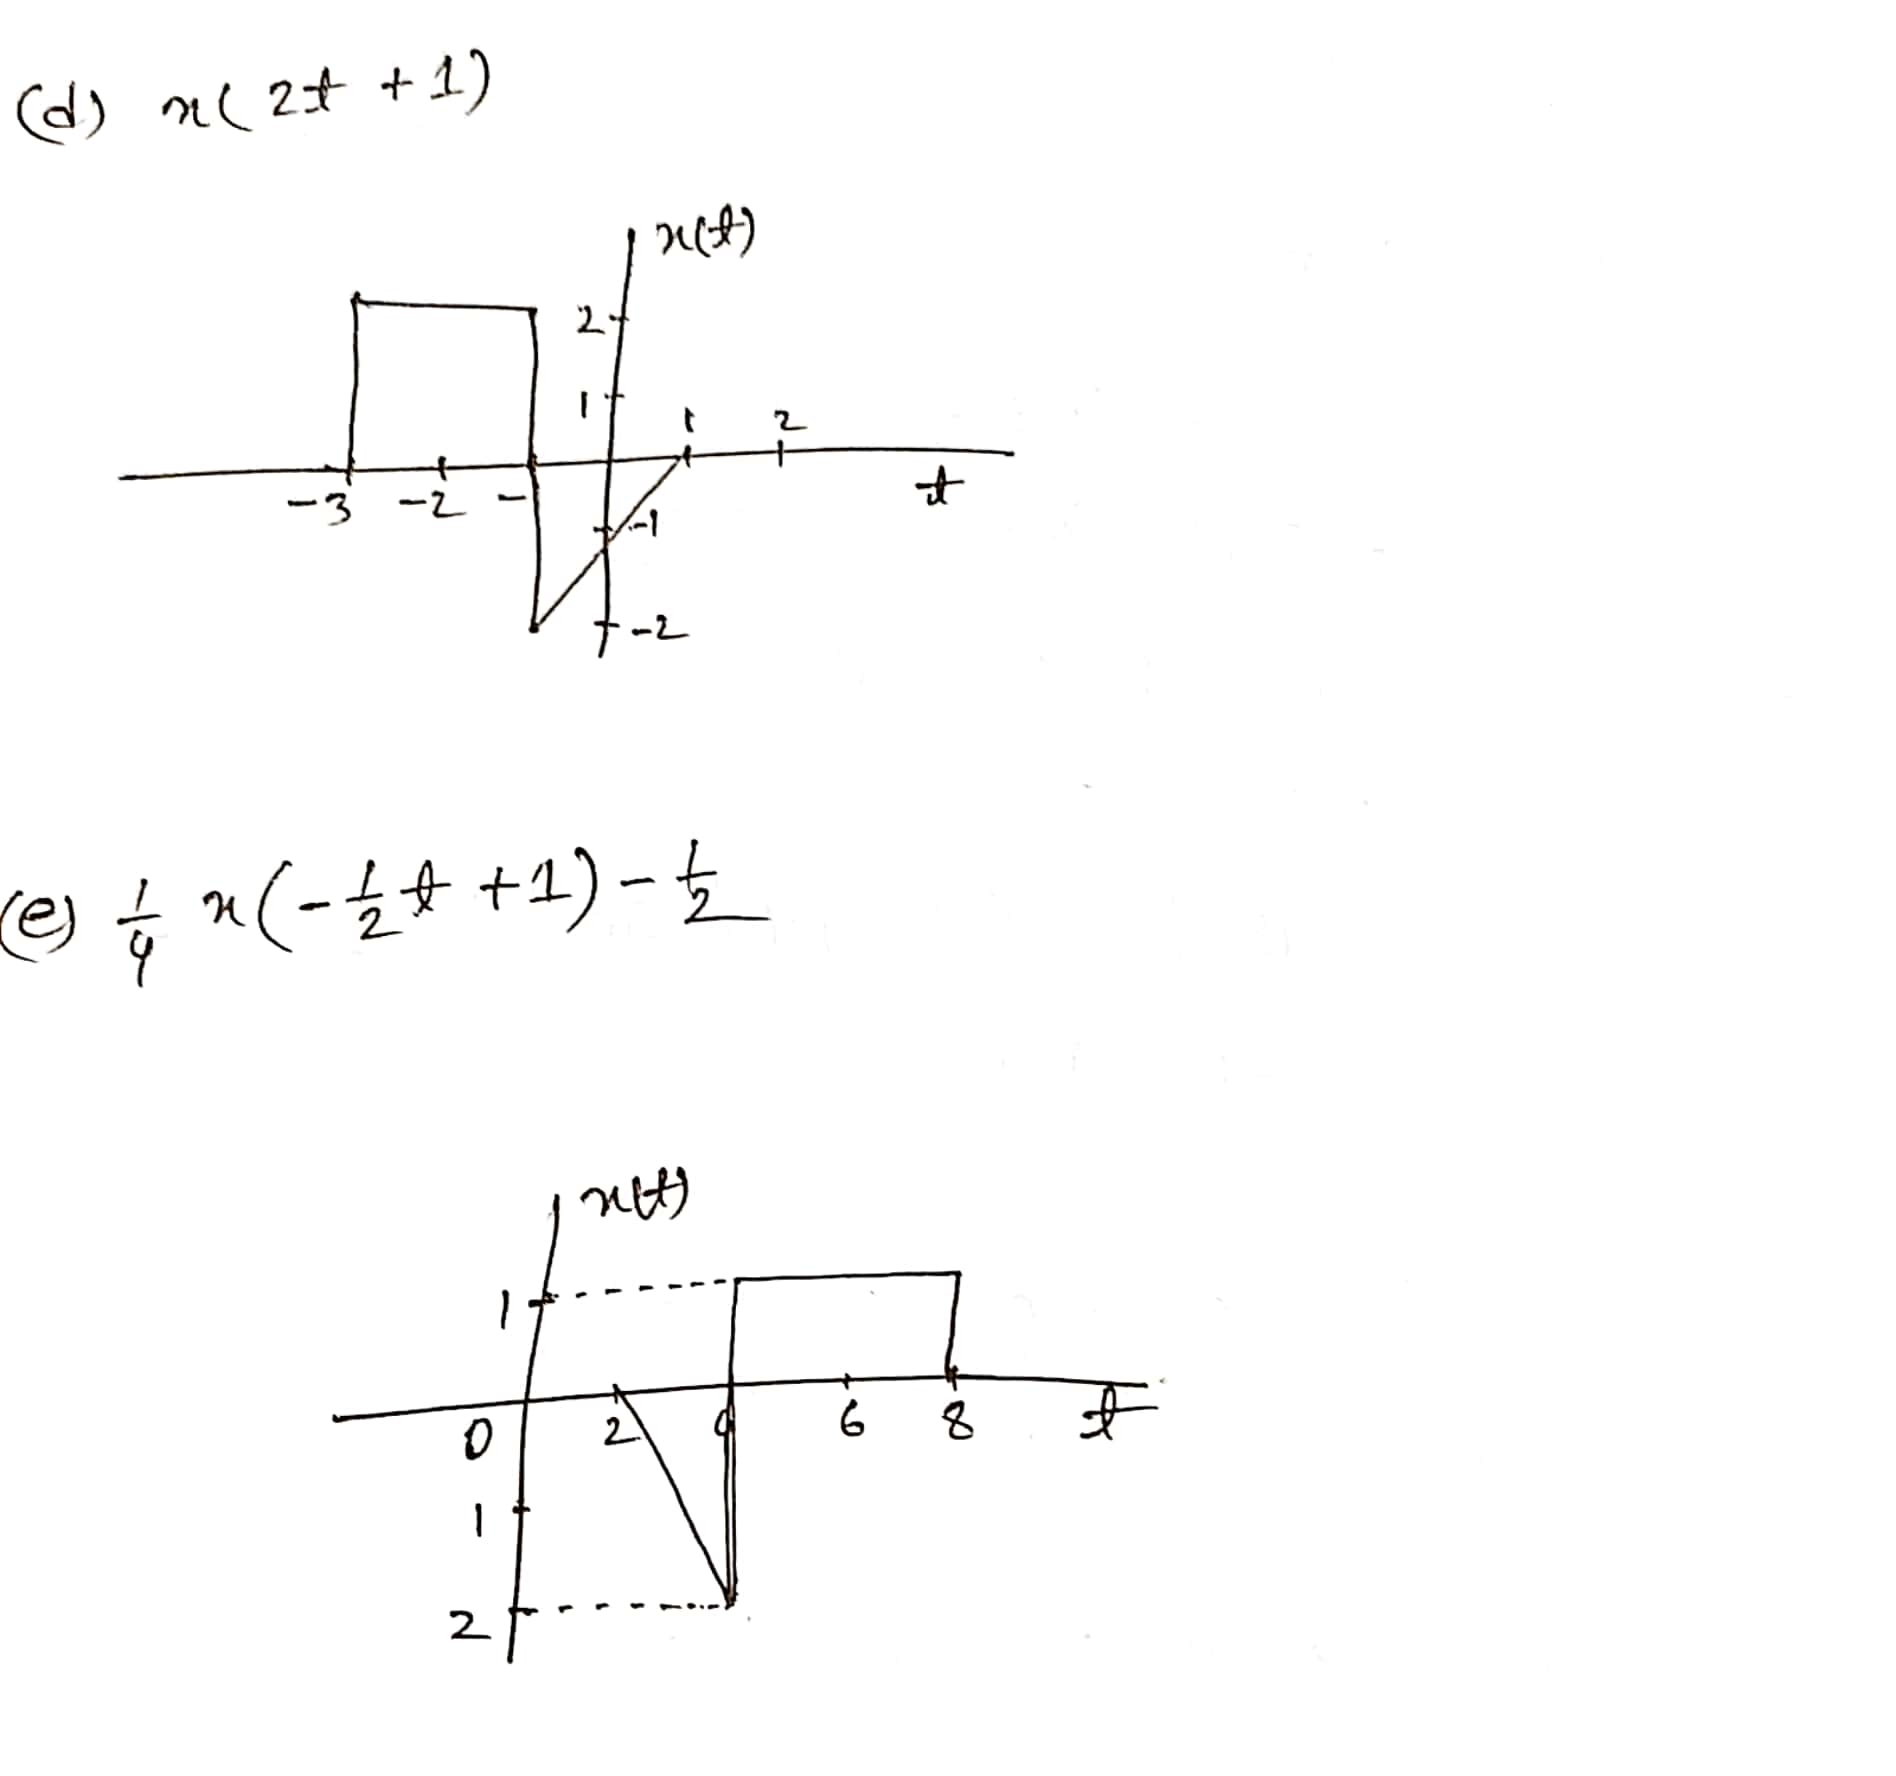 (d) x(2t + 1)
x(t)
2
1
1 2
-3 -2 -
t
-1
-2
(e) 1/4 x(-1/2 t + 1) - 1/2
x(t)
1
0 2 4 6 8 t
1
2